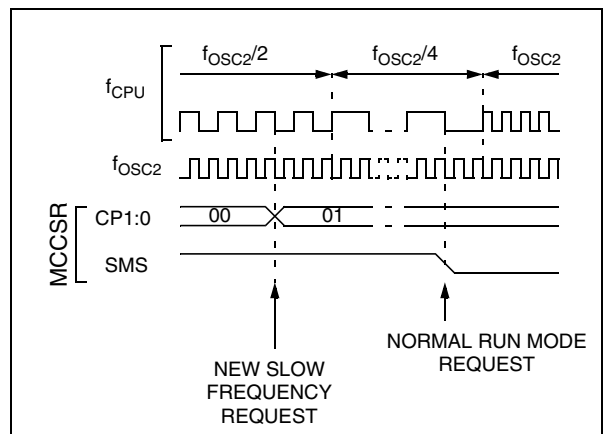 fOSC2/2 fOSC2/4 fOSC2
fCPU
fOSC2
MCCSR
CP1:0 00 01
SMS
NEW SLOW
FREQUENCY
REQUEST
NORMAL RUN MODE
REQUEST